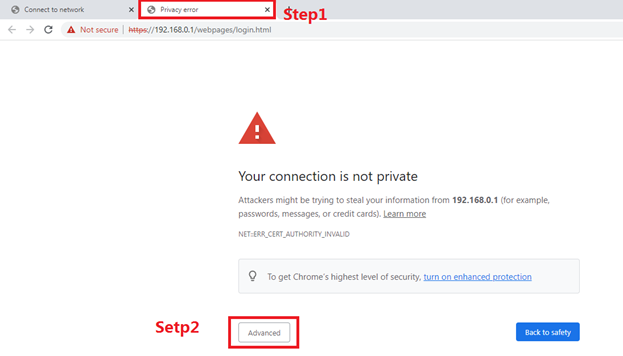 Connect to network
Privacy error
Step1
Not secure
https://192.168.0.1/webpages/login.html
Your connection is not private
Attackers might be trying to steal your information from 192.168.0.1 (for example,
passwords, messages, or credit cards). Learn more
NET::ERR_CERT_AUTHORITY_INVALID
To get Chrome's highest level of security, turn on enhanced protection
Setp2
Advanced
Back to safety